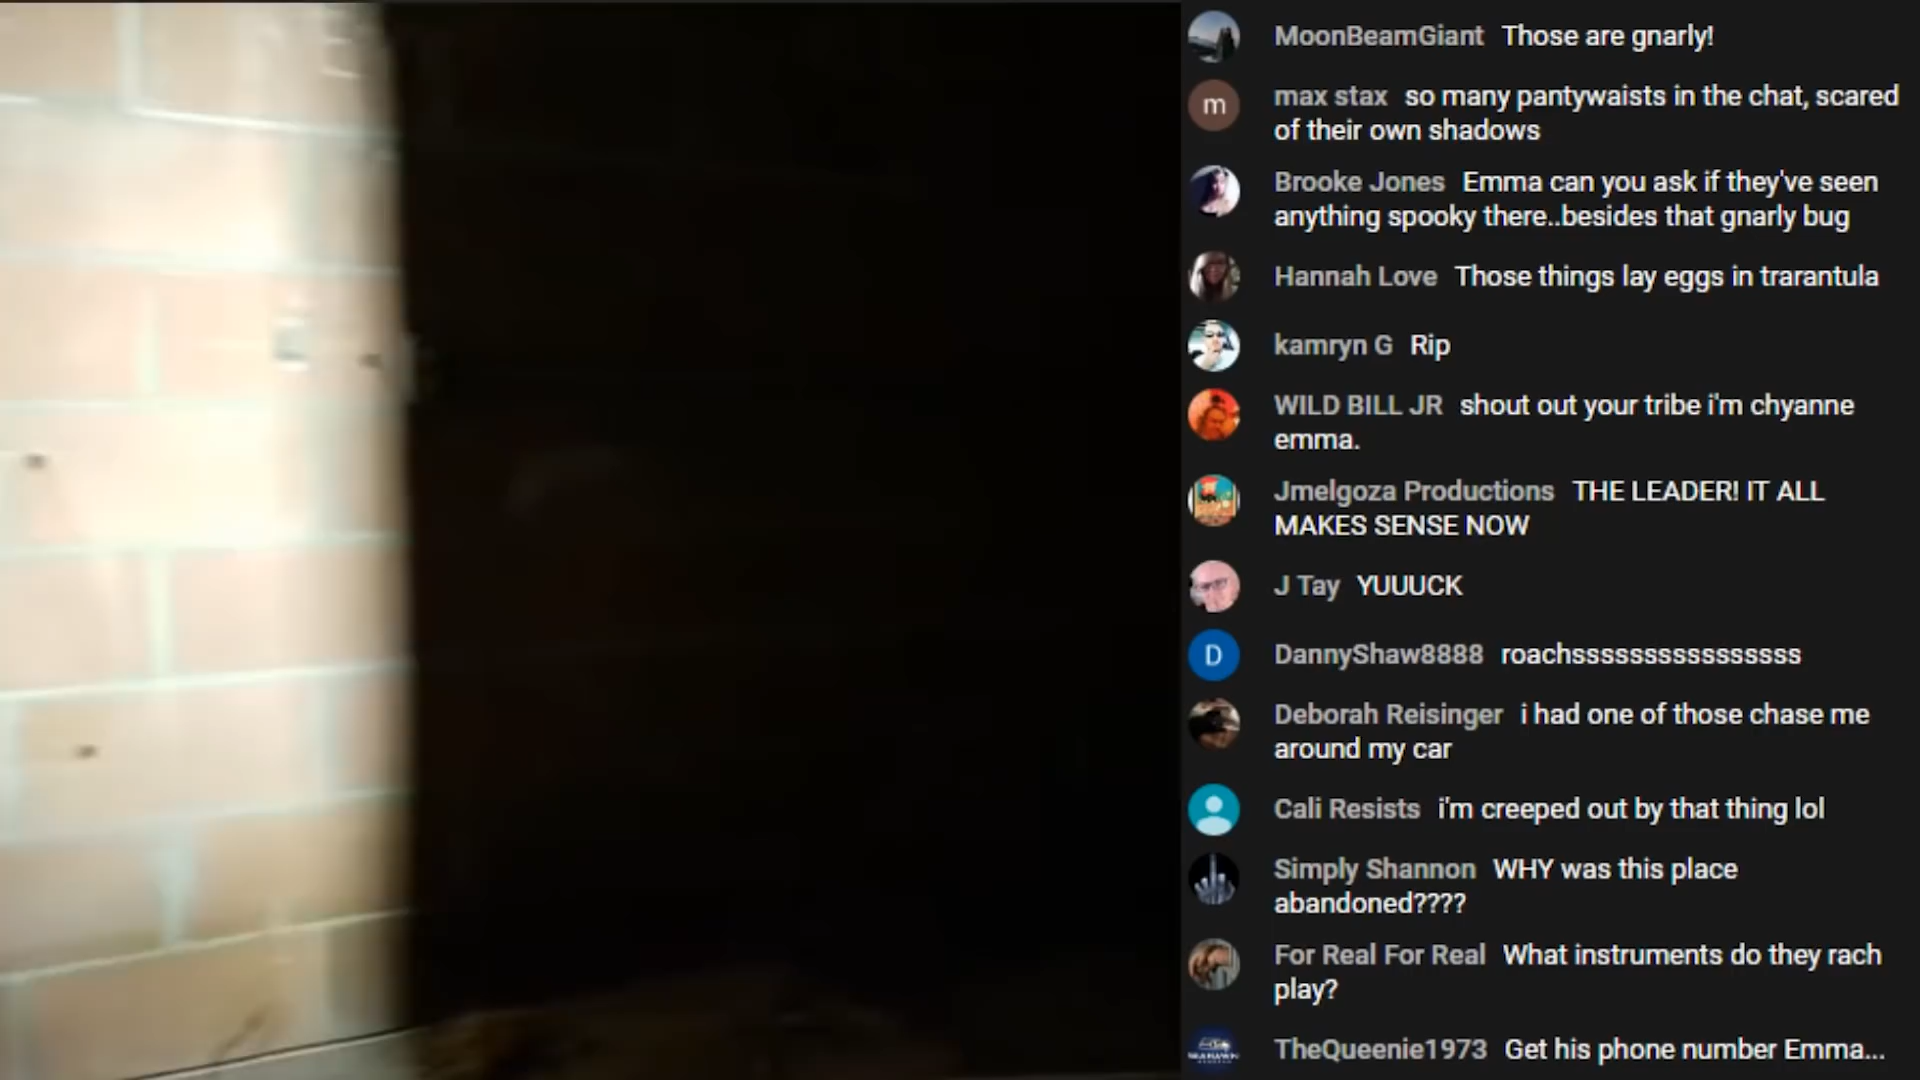 MoonBeamGiant Those are gnarly!
m
max stax so many pantywaists in the chat, scared
of their own shadows
Brooke Jones Emma can you ask if they've seen
anything spooky there..besides that gnarly bug
Hannah Love Those things lay eggs in trarantula
kamryn G Rip
WILD BILL JR shout out your tribe i'm chyanne
emma.
Jmelgoza Productions THE LEADER! IT ALL
MAKES SENSE NOW
J Tay YUUUCK
D
DannyShaw8888 roachssssssssssssssss
Deborah Reisinger i had one of those chase me
around my car
Cali Resists i'm creeped out by that thing lol
Simply Shannon WHY was this place
abandoned????
For Real For Real What instruments do they rach
play?
TheQueenie1973 Get his phone number Emma...